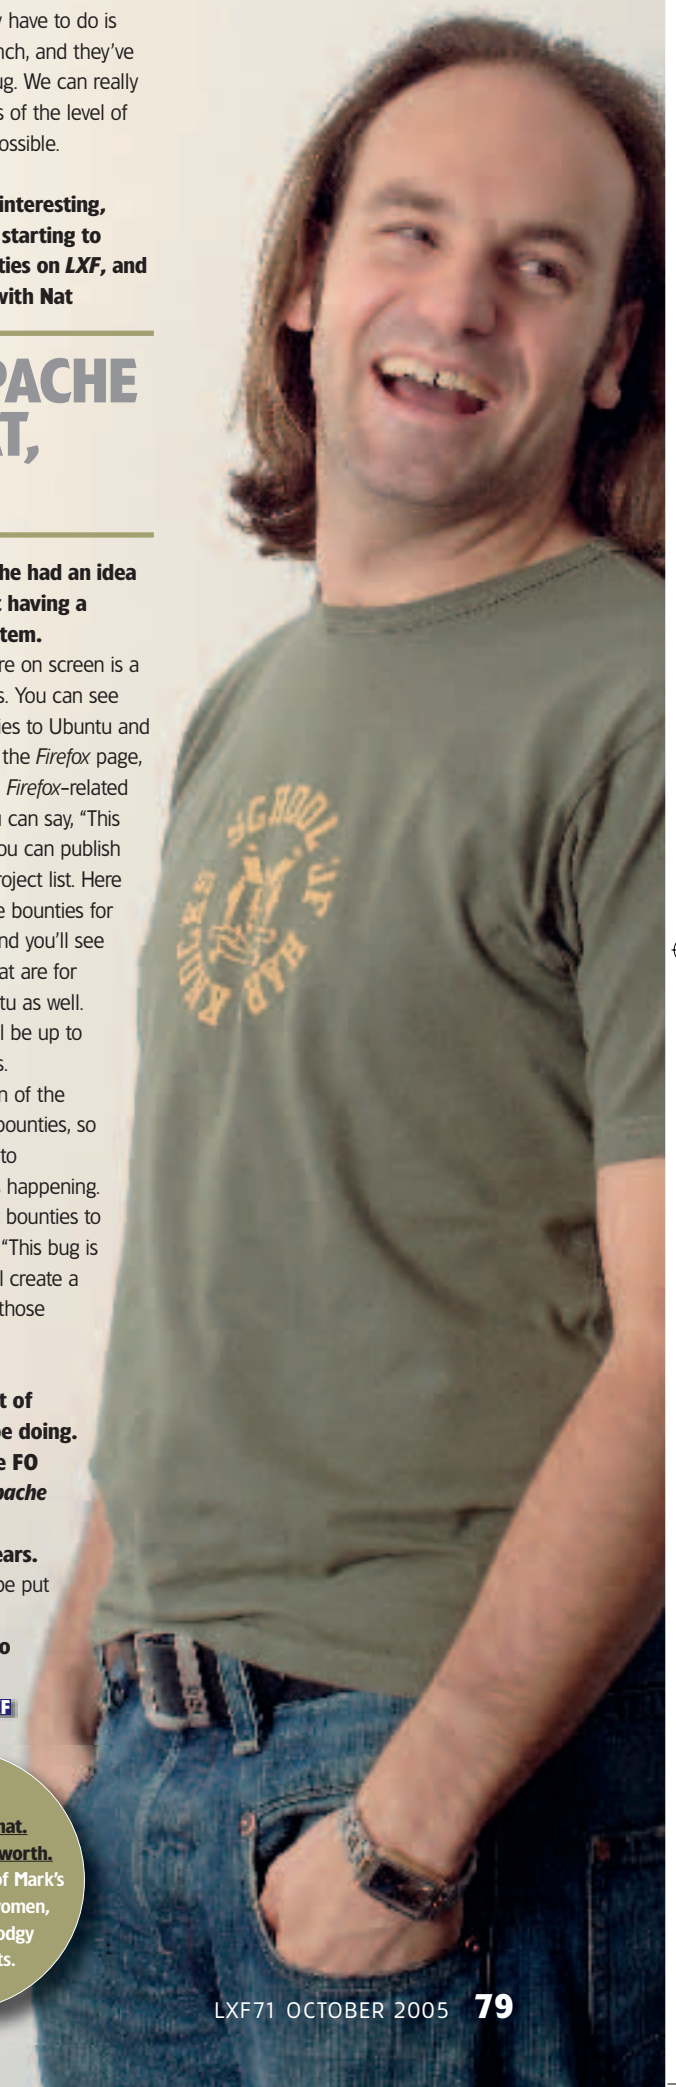 have to do is
nch, and they've
ug. We can really
s of the level of
ossible.
interesting,
starting to
ties on LXF, and
with Nat
PACHE
T,
he had an idea
having a
tem.
re on screen is a
s. You can see
ies to Ubuntu and
the Firefox page,
Firefox-related
can say, “This
ou can publish
roject list. Here
e bounties for
nd you'll see
at are for
tu as well.
l be up to
s.
n of the
bounties, so
to
happening.
bounties to
“This bug is
l create a
those
t of
e doing.
e FO
pache
ears.
be put
o
F
hat.
worth.
of Mark's
omen,
odgy
ts.
SCHOOL OF HARD KNOCKS
LXF71 OCTOBER 2005 79